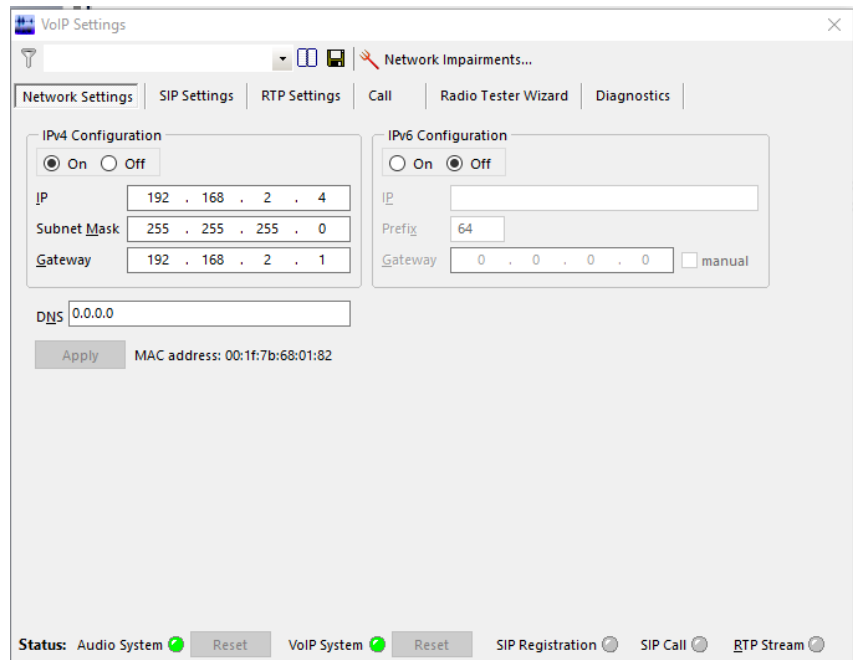 VoIP Settings
Network Impairments...
Network Settings SIP Settings RTP Settings Call Radio Tester Wizard Diagnostics
IPv4 Configuration
On Off
IP 192 . 168 . 2 . 4
Subnet Mask 255 . 255 . 255 . 0
Gateway 192 . 168 . 2 . 1
IPv6 Configuration
On Off
IP
Prefix 64
Gateway 0 . 0 . 0 . 0 manual
DNS 0.0.0.0
Apply MAC address: 00:1f:7b:68:01:82
Status: Audio System Reset VoIP System Reset SIP Registration SIP Call RTP Stream